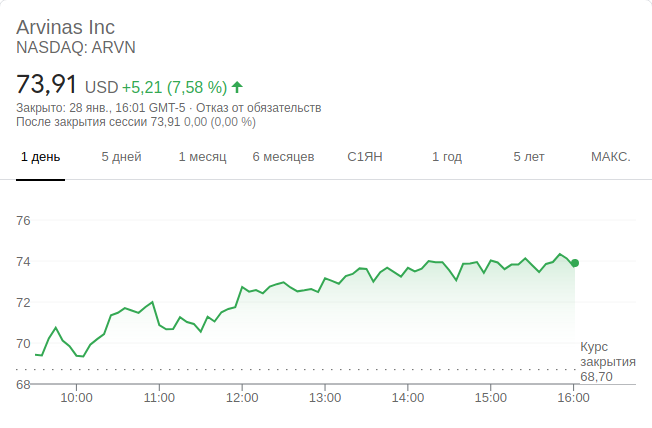 Arvinas Inc
NASDAQ: ARVN
73,91 USD +5,21 (7,58 %)
Закрыто: 28 янв., 16:01 GMT-5 · Отказ от обязательств
После закрытия сессии 73,91 0,00 (0,00 %)
1 день 5 дней 1 месяц 6 месяцев С1ЯН 1 год 5 лет МАКС.
76
74
72
70
Курс
закрытия
68,70
68
10:00 11:00 12:00 13:00 14:00 15:00 16:00